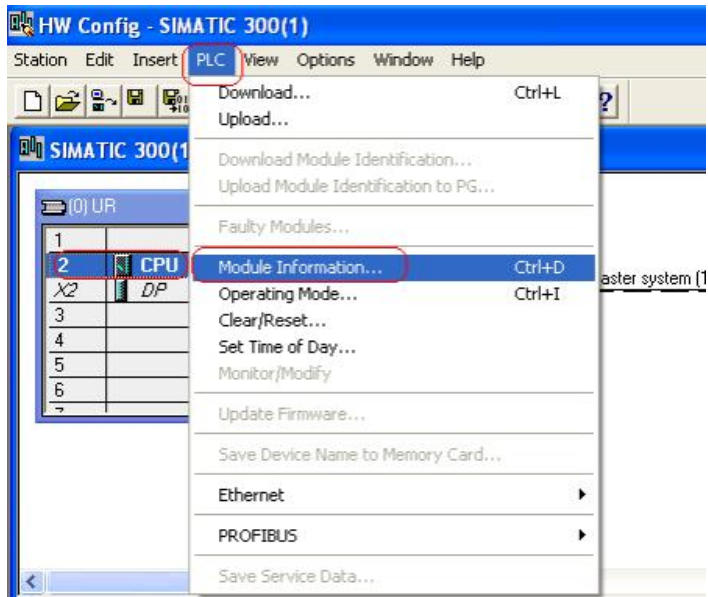 HW Config - SIMATIC 300(1)
Station Edit Insert PLC View Options Window Help
Download... Ctrl+L
Upload...
SIMATIC 300(1
Download Module Identification...
Upload Module Identification to PG...
(0) UR
Faulty Modules...
1
2 CPU
Module Information... Ctrl+D
aster system (1
X2 DP
Operating Mode... Ctrl+I
3
Clear/Reset...
4
Set Time of Day...
5
Monitor/Modify
6
Update Firmware...
Save Device Name to Memory Card...
Ethernet
PROFIBUS
Save Service Data...